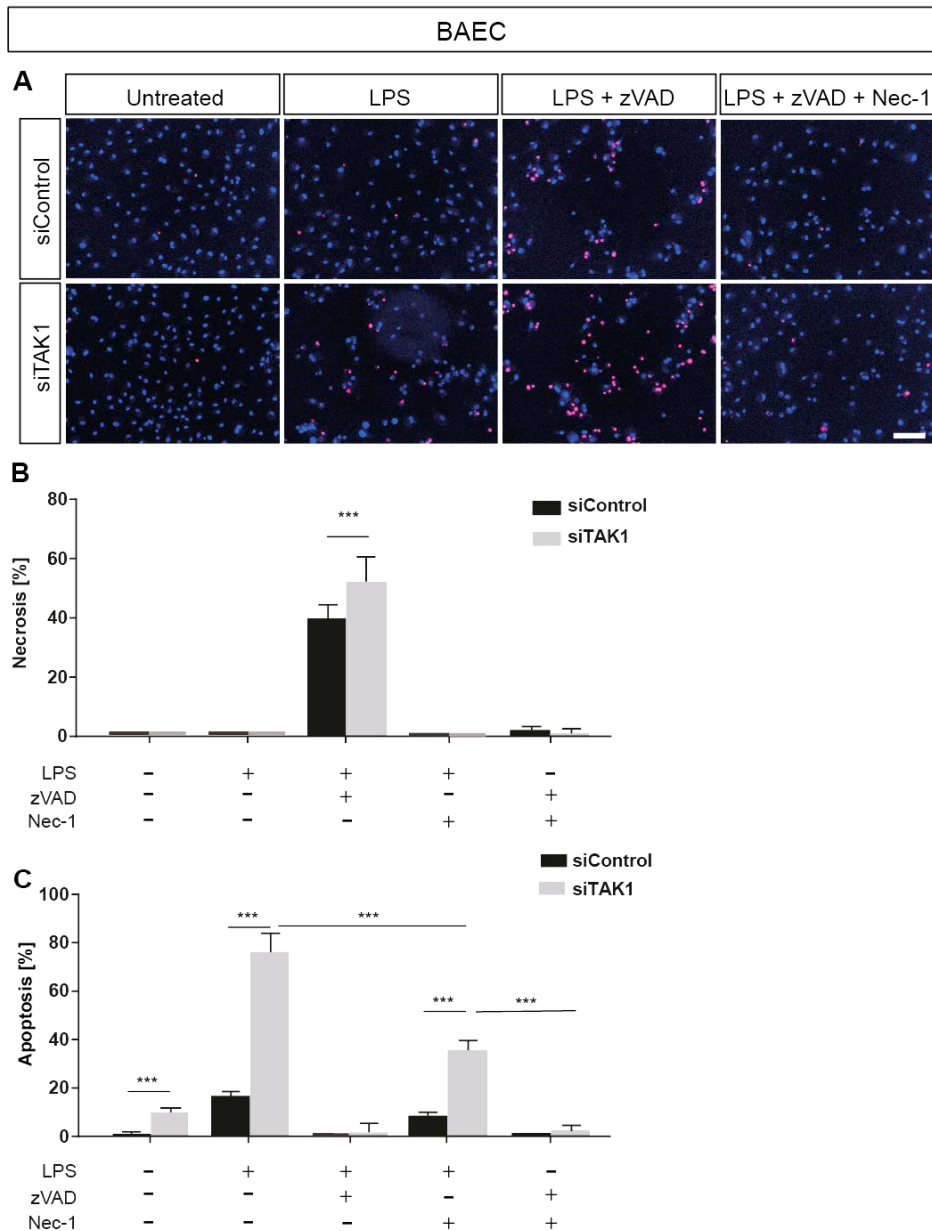 BAEC
A
Untreated LPS LPS + zVAD LPS + zVAD + Nec-1
siControl
siTAK1
B
80
60
40
20
0
Necrosis [%]
***
siControl
siTAK1
LPS - + + + -
zVAD - - + - +
Nec-1 - - - + +
C
100
80
60
40
20
0
Apoptosis [%]
siControl
siTAK1
*** *** *** *** ***
LPS - + + + -
zVAD - - + - +
Nec-1 - - - + +